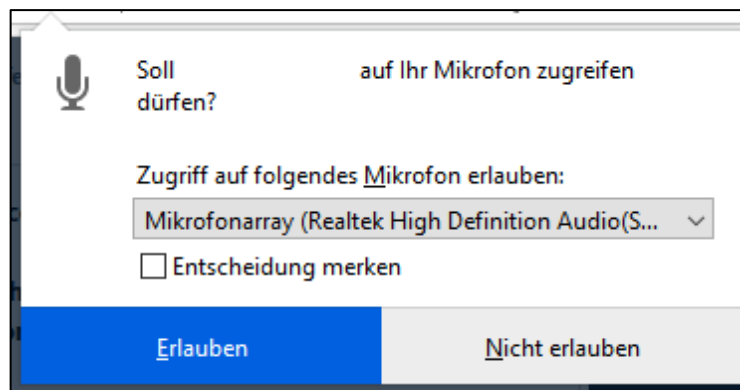 Soll auf Ihr Mikrofon zugreifen
dürfen?
Zugriff auf folgendes Mikrofon erlauben:
Mikrofonarray (Realtek High Definition Audio(S...
Entscheidung merken
Erlauben
Nicht erlauben